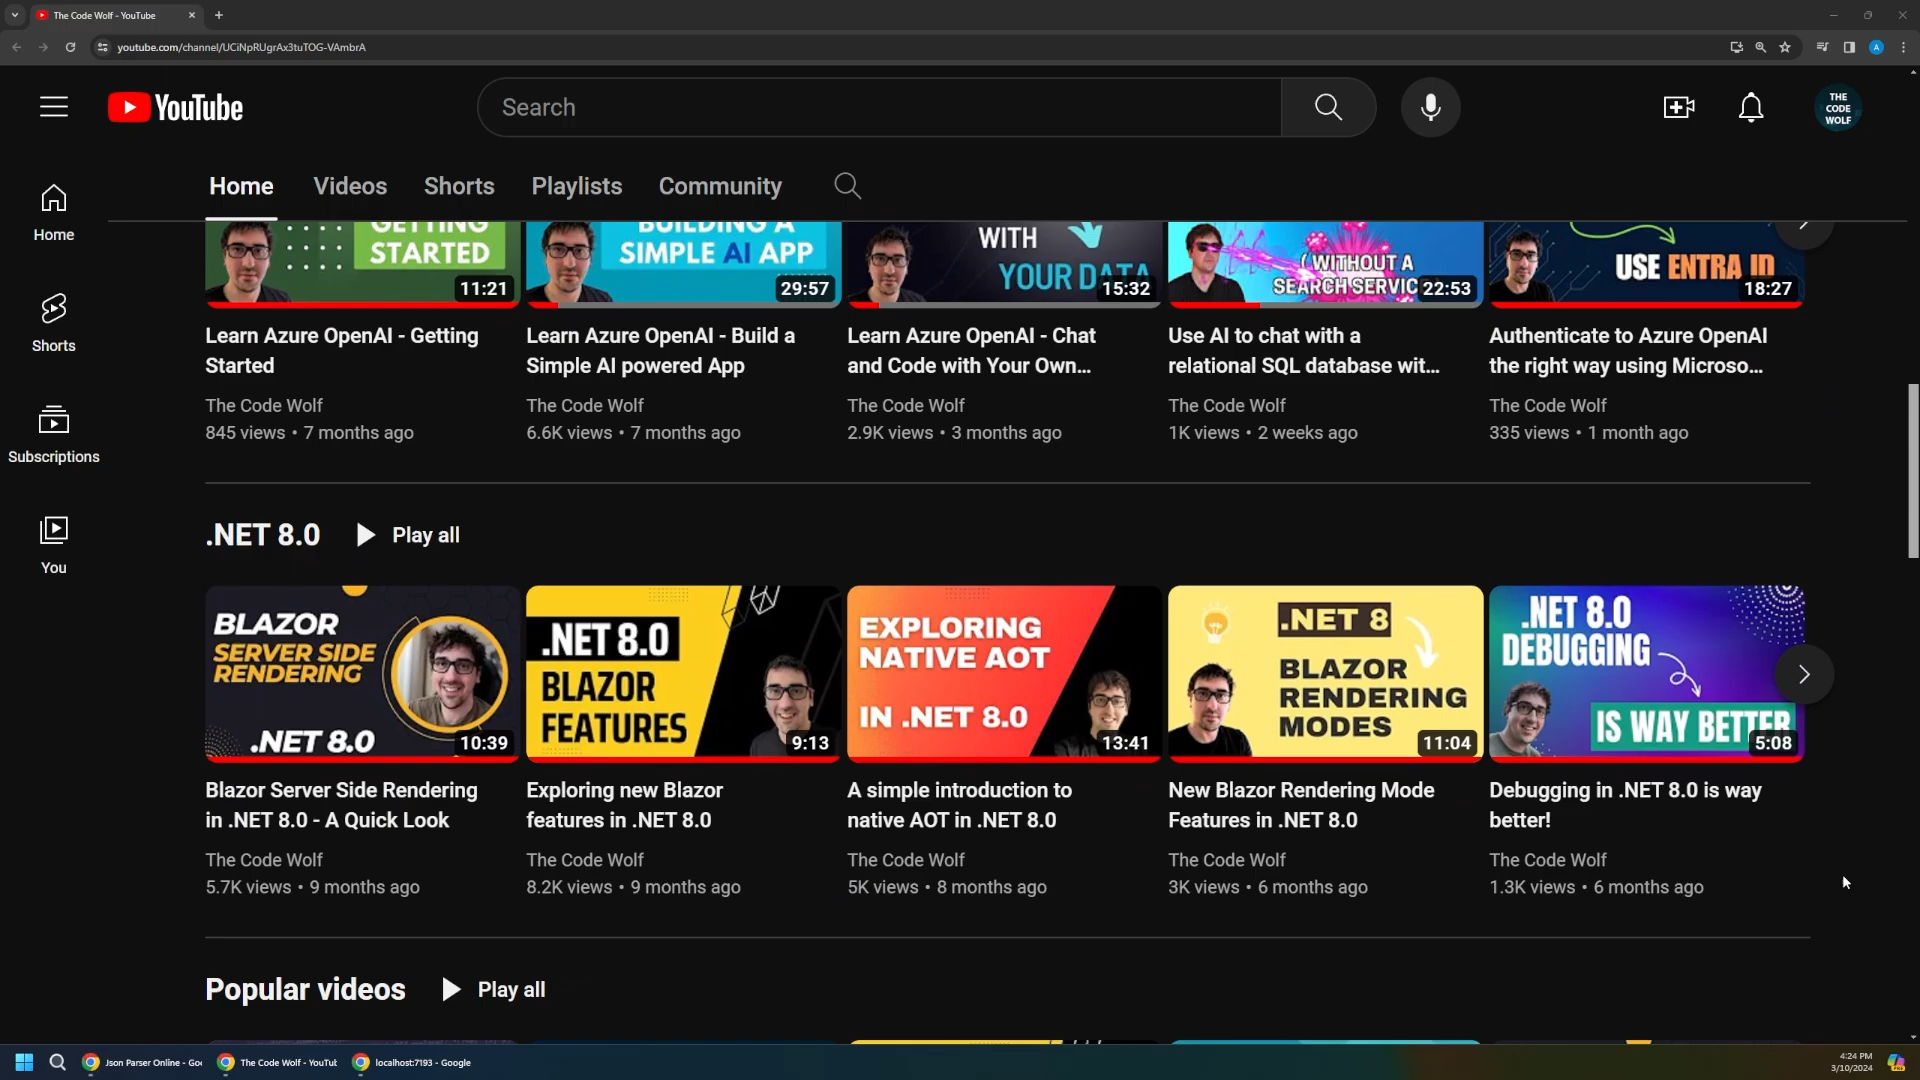 The Code Wolf - YouTube
youtube.com/channel/UCiNpRUgrAx3tuTOG-VAmbrA
A
YouTube
Search
THE
CODE
WOLF
Home
Videos
Shorts
Playlists
Community
Home
Shorts
Subscriptions
You
GETTING
STARTED
11:21
BUILDING A
SIMPLE AI APP
29:57
WITH
YOUR DATA
15:32
( WITHOUT A
SEARCH SERVIC
22:53
USE ENTRA ID
18:27
Learn Azure OpenAI - Getting
Started
The Code Wolf
845 views • 7 months ago
Learn Azure OpenAI - Build a
Simple AI powered App
The Code Wolf
6.6K views • 7 months ago
Learn Azure OpenAI - Chat
and Code with Your Own...
The Code Wolf
2.9K views • 3 months ago
Use AI to chat with a
relational SQL database wit...
The Code Wolf
1K views • 2 weeks ago
Authenticate to Azure OpenAI
the right way using Microso...
The Code Wolf
335 views • 1 month ago
.NET 8.0
Play all
BLAZOR
SERVER SIDE
RENDERING
.NET 8.0
10:39
.NET 8.0
BLAZOR
FEATURES
9:13
EXPLORING
NATIVE AOT
IN .NET 8.0
13:41
.NET 8
BLAZOR
RENDERING
MODES
11:04
.NET 8.0
DEBUGGING
IS WAY BETTER
5:08
Blazor Server Side Rendering
in .NET 8.0 - A Quick Look
The Code Wolf
5.7K views • 9 months ago
Exploring new Blazor
features in .NET 8.0
The Code Wolf
8.2K views • 9 months ago
A simple introduction to
native AOT in .NET 8.0
The Code Wolf
5K views • 8 months ago
New Blazor Rendering Mode
Features in .NET 8.0
The Code Wolf
3K views • 6 months ago
Debugging in .NET 8.0 is way
better!
The Code Wolf
1.3K views • 6 months ago
Popular videos
Play all
Json Parser Online - Goo
The Code Wolf - YouTub
localhost:7193 - Google
4:24 PM
3/10/2024